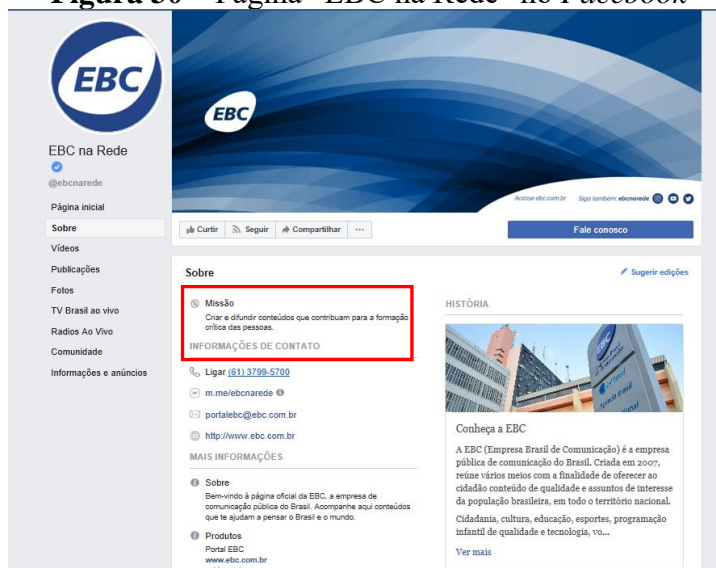 Figura 30 – Página "EBC na Rede" no Facebook
EBC
EBC
EBC na Rede
@ebcnarede
Acesse ebc.com.br Siga também: ebcnarede
Página inicial
Sobre
Vídeos
Publicações
Fotos
TV Brasil ao vivo
Radios Ao Vivo
Comunidade
Informações e anúncios
Curtir Seguir Compartilhar ...
Fale conosco
Sobre
Sugerir edições
Missão
Criar e difundir conteúdos que contribuam para a formação
crítica das pessoas.
INFORMAÇÕES DE CONTATO
Ligar (61) 3799-5700
m.me/ebcnarede
portalebc@ebc.com.br
http://www.ebc.com.br
MAIS INFORMAÇÕES
Sobre
Bem-vindo à página oficial da EBC, a empresa de
comunicação pública do Brasil. Acompanhe aqui conteúdos
que te ajudam a pensar o Brasil e o mundo.
Produtos
Portal EBC
www.ebc.com.br
HISTÓRIA
EBC
Agência Brasil
Conheça a EBC
A EBC (Empresa Brasil de Comunicação) é a empresa
pública de comunicação do Brasil. Criada em 2007,
reúne vários meios com a finalidade de oferecer ao
cidadão conteúdo de qualidade e assuntos de interesse
da população brasileira, em todo o território nacional.
Cidadania, cultura, educação, esportes, programação
infantil de qualidade e tecnologia, vo...
Ver mais